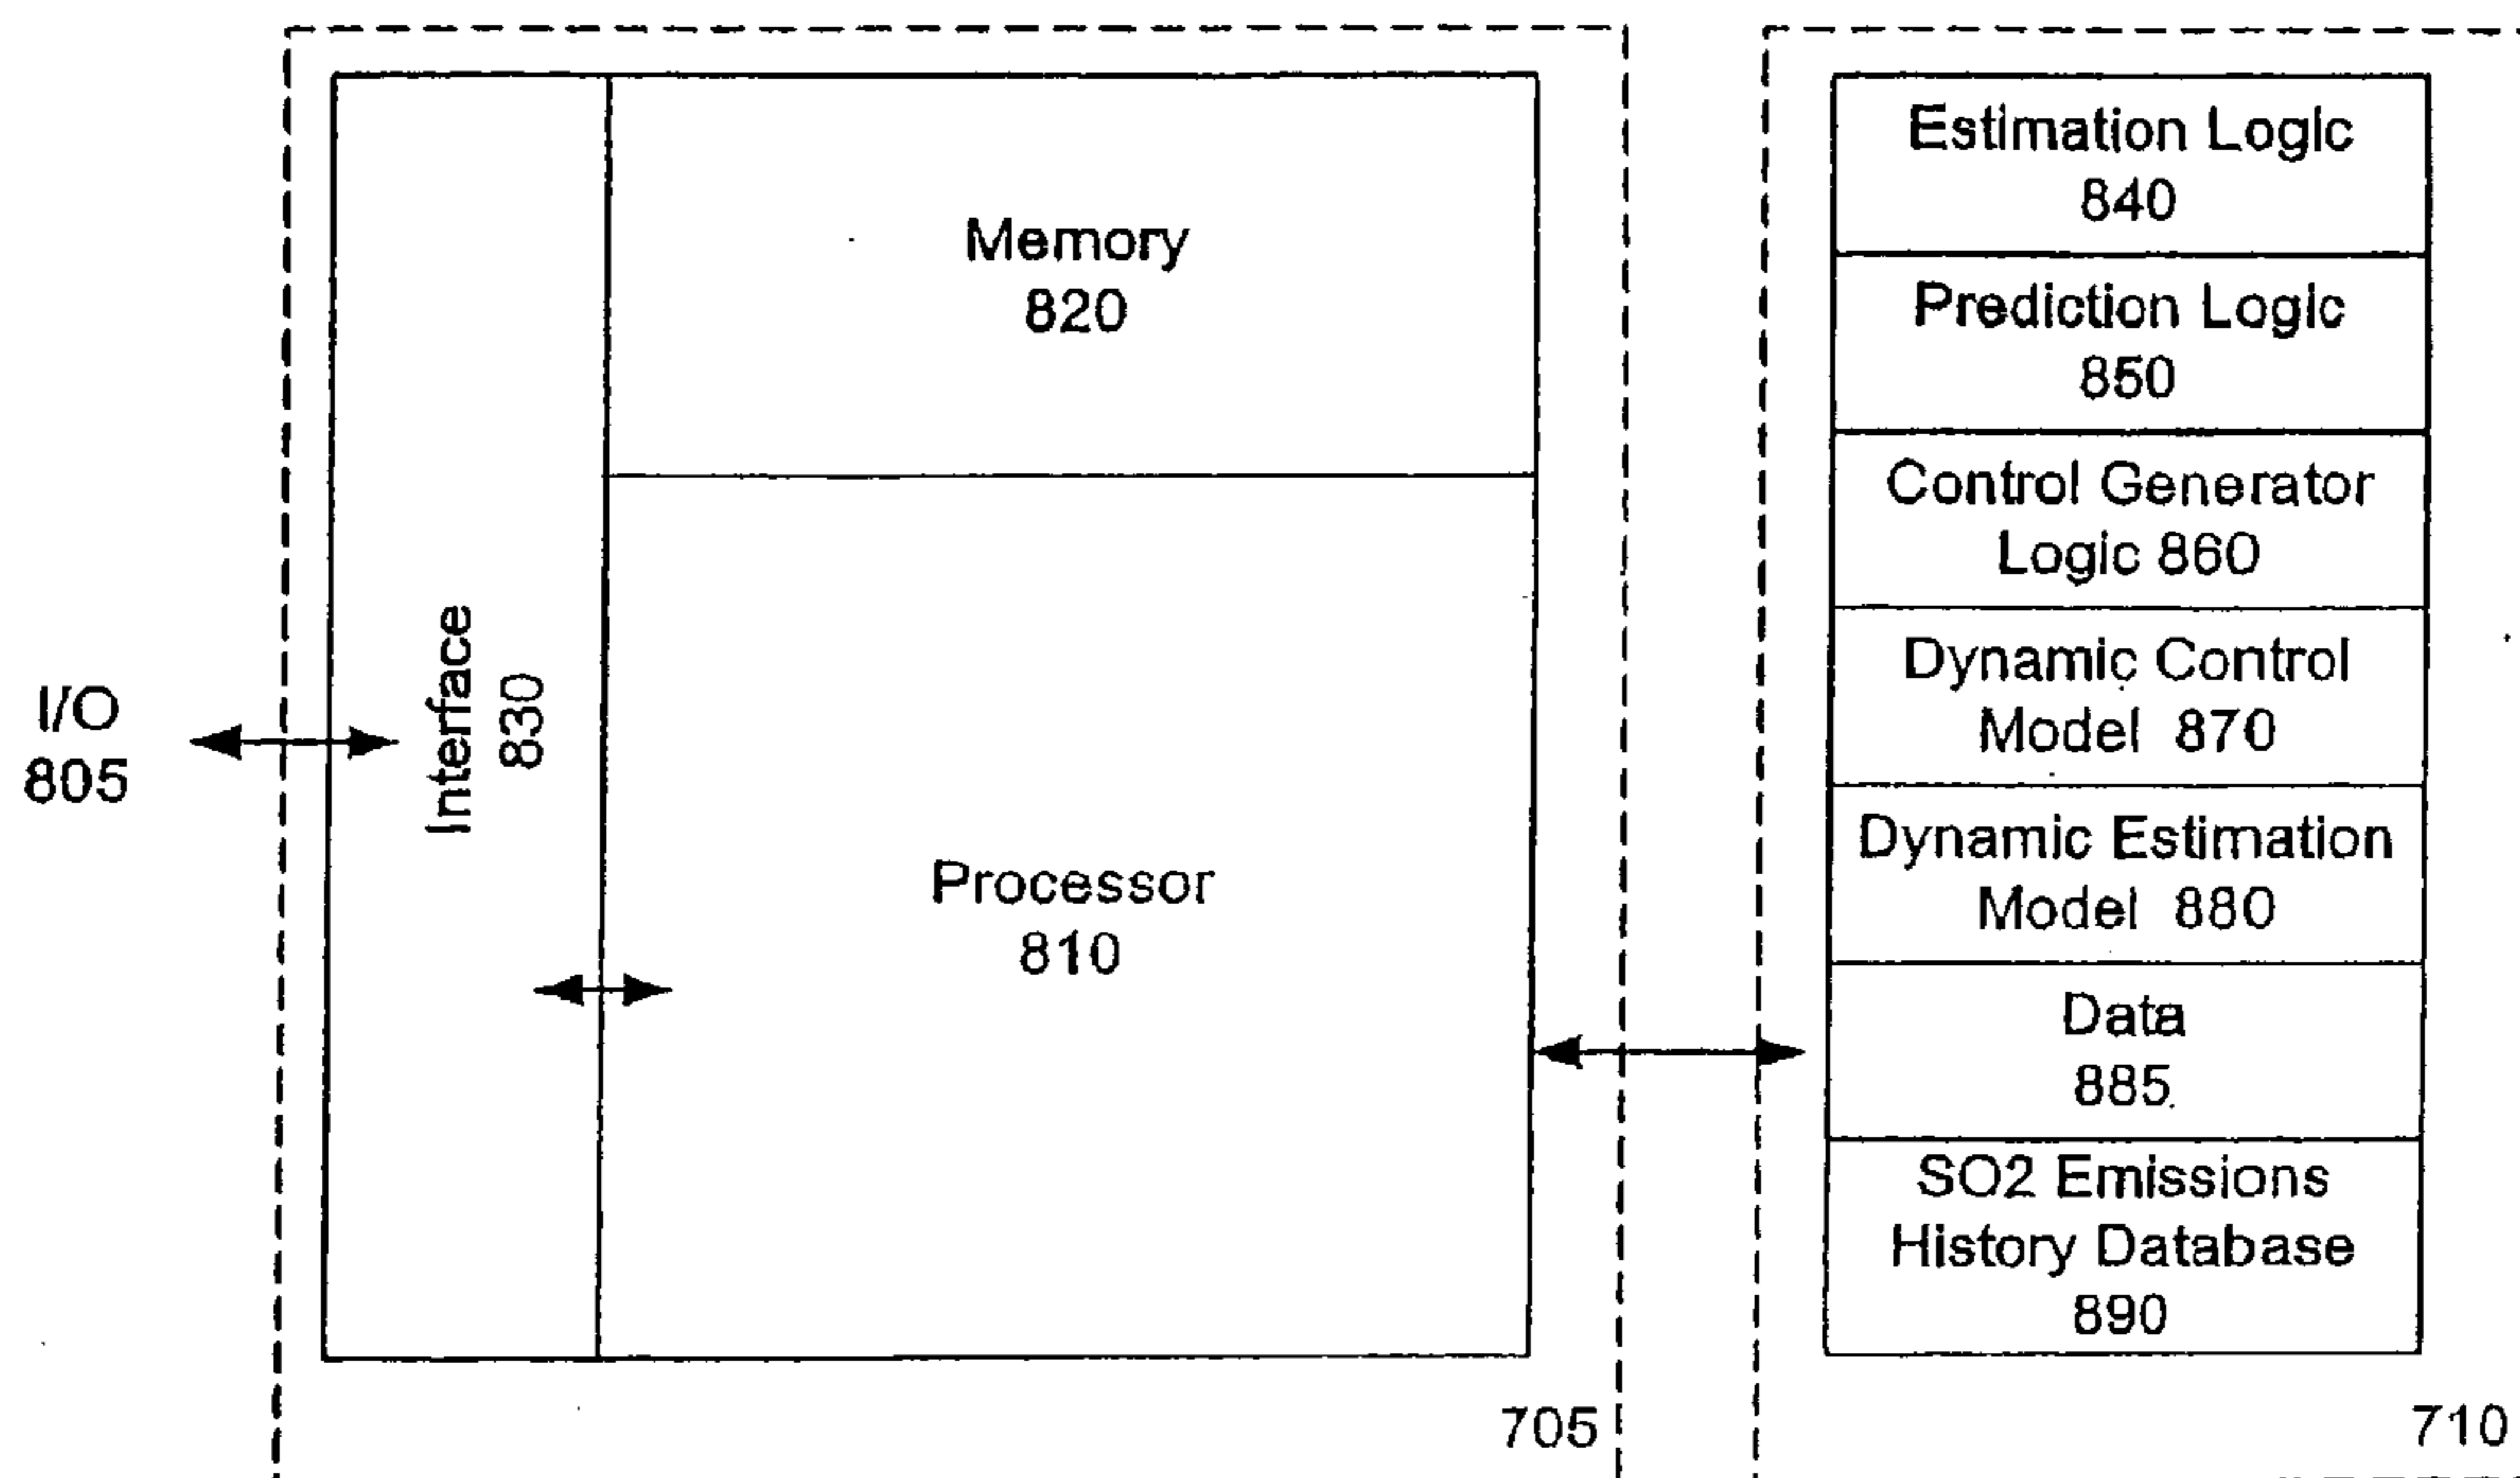 I/O
805
Interface
830
Memory
820
Processor
810
705
Estimation Logic
840
Prediction Logic
850
Control Generator
Logic 860
Dynamic Control
Model 870
Dynamic Estimation
Model 880
Data
885
SO2 Emissions
History Database
890
710